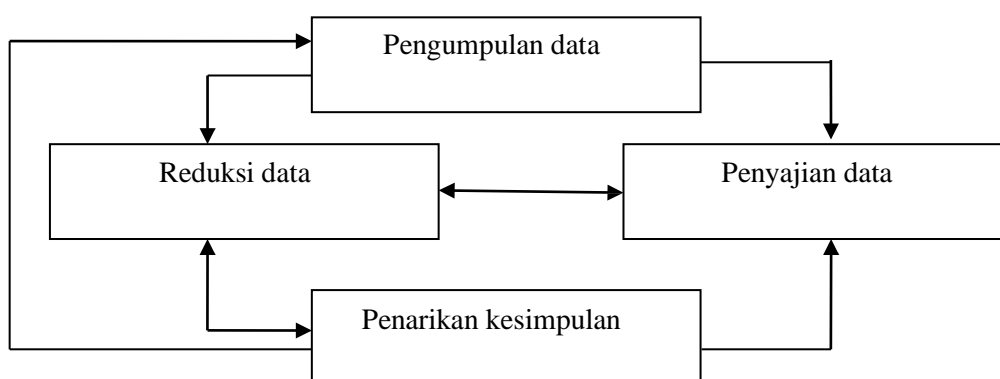 Pengumpulan data
Reduksi data
Penyajian data
Penarikan kesimpulan